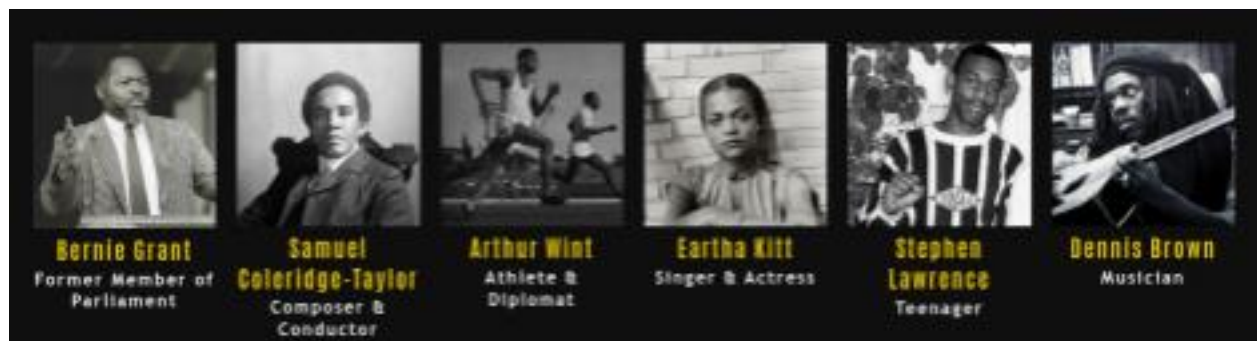 Bernie Grant
Former Member of
Parliament
Samuel
Coleridge-Taylor
Composer &
Conductor
Arthur Wint
Athlete &
Diplomat
Eartha Kitt
Singer & Actress
Stephen
Lawrence
Teenager
Dennis Brown
Musician